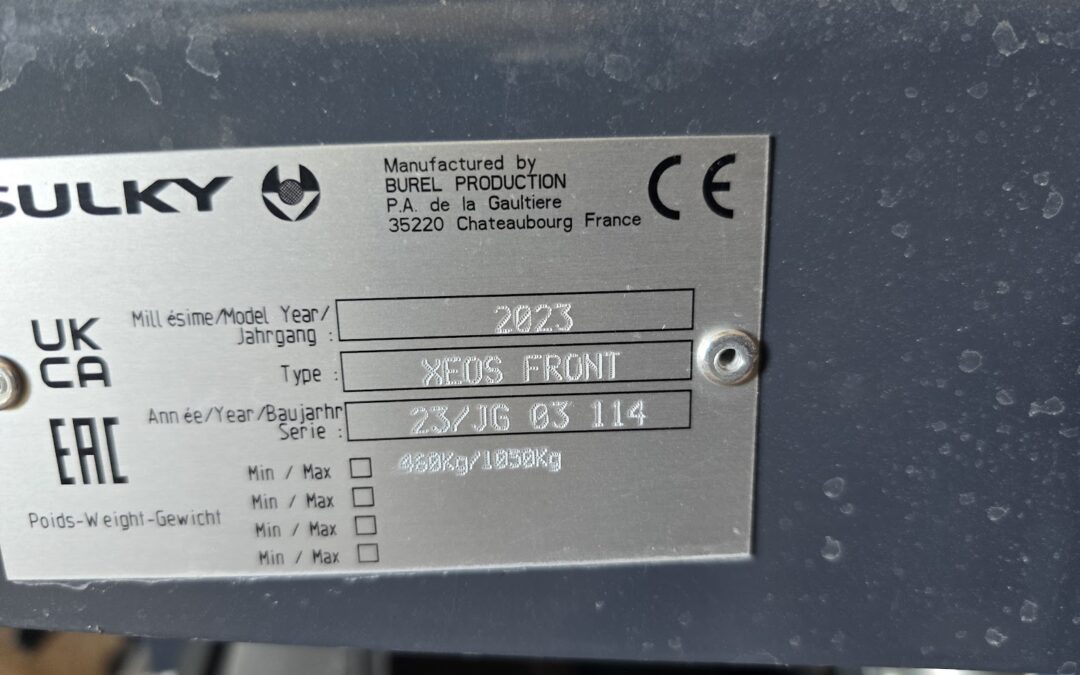 SULKY
Manufactured by
BUREL PRODUCTION
P.A. de la Gaultiere
35220 Chateaubourg France
CE
UK
CA
EAC
Millésime/Model Year/
Jahrgang : 2023
Type : XEOS FRONT
Année/Year/Baujarhr
Serie : 23/JG 03 114
Poids-Weight-Gewicht
Min / Max 460Kg/1050Kg
Min / Max
Min / Max
Min / Max